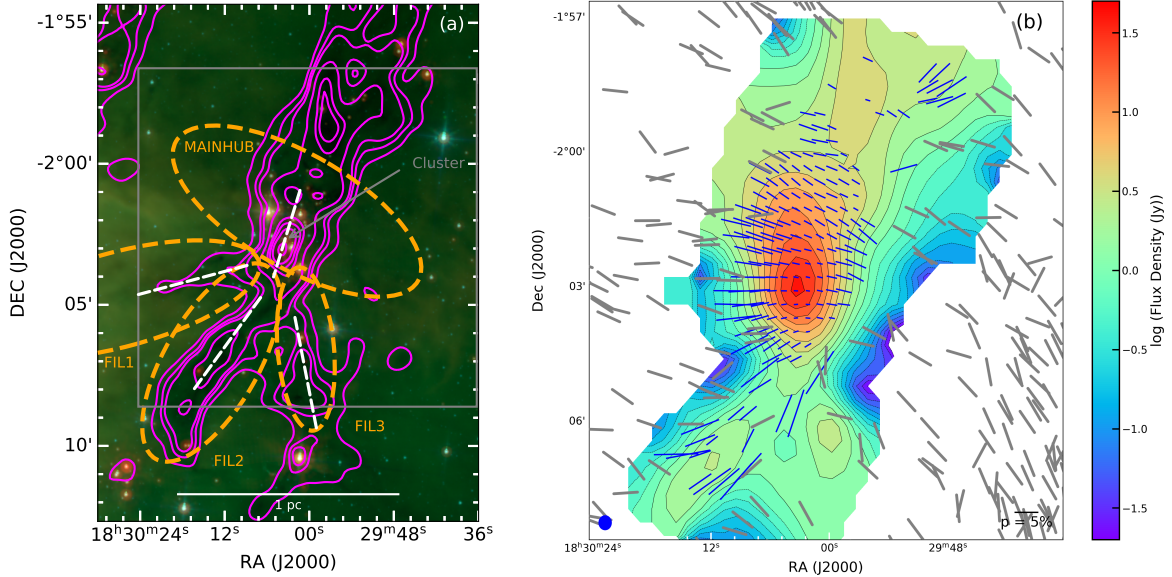 (a)
-1°55'
-2°00'
05'
10'
DEC (J2000)
MAINHUB
Cluster
FIL1
FIL2
FIL3
1 pc
18ʰ30ᵐ24ˢ
12ˢ
00ˢ
29ᵐ48ˢ
36ˢ
RA (J2000)
(b)
-1°57'
-2°00'
03'
06'
Dec (J2000)
p = 5%
18ʰ30ᵐ24ˢ
12ˢ
00ˢ
29ᵐ48ˢ
RA (J2000)
1.5
1.0
0.5
0.0
−0.5
−1.0
−1.5
log (Flux Density (Jy))